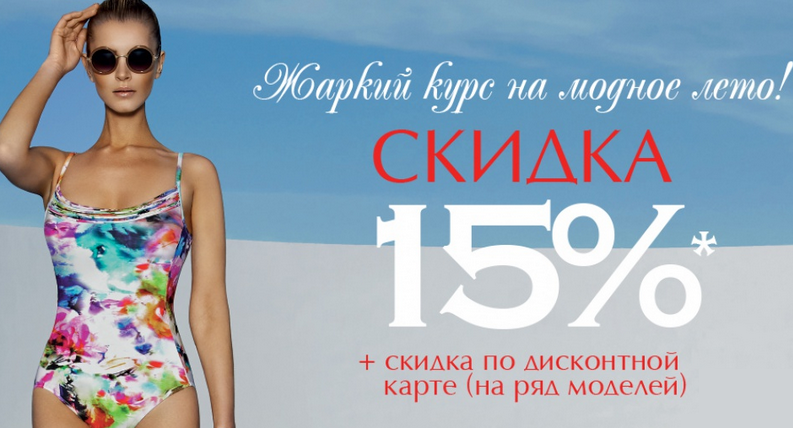 Жаркий курс на модное лето!
СКИДКА
15%*
+ скидка по дисконтной
карте (на ряд моделей)